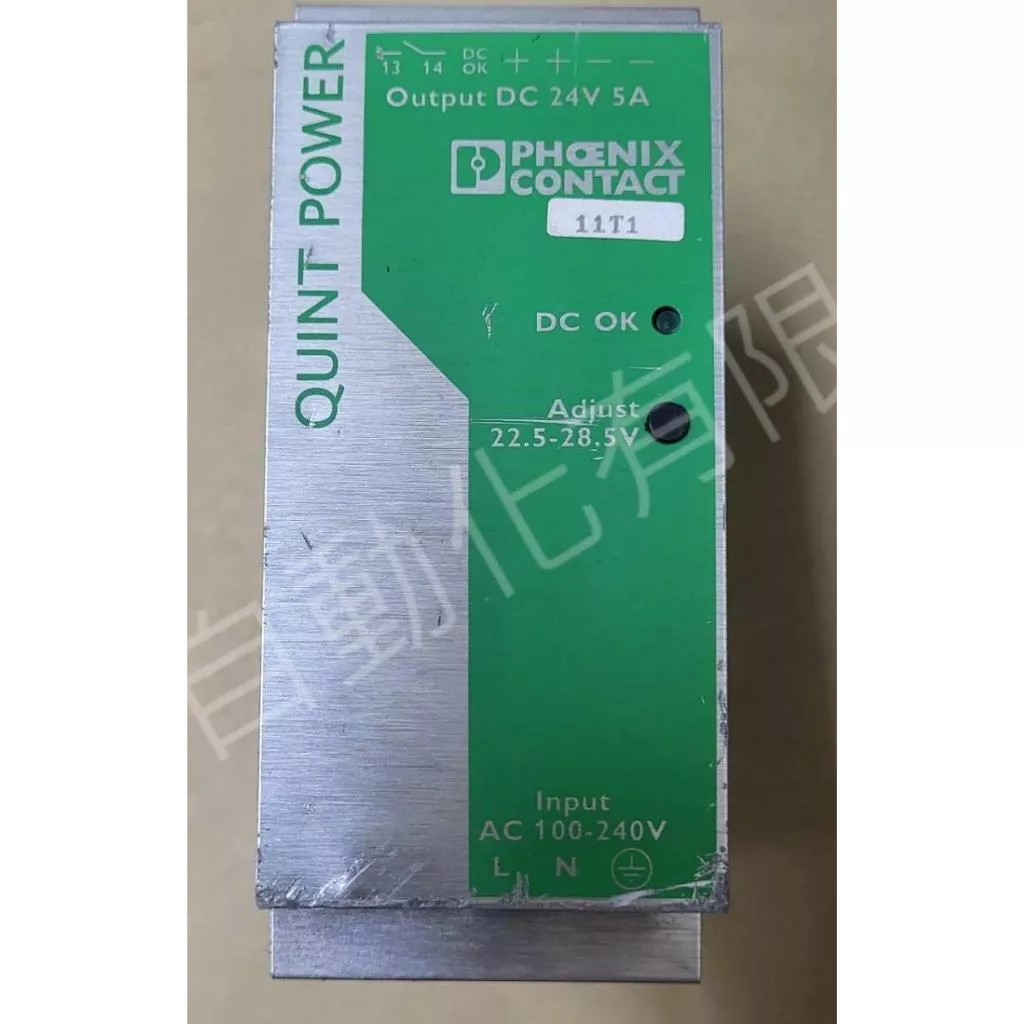 QUINT POWER
13 14 DC OK + + − −
Output DC 24V 5A
PHŒNIX
CONTACT
11T1
DC OK
Adjust
22.5-28.5V
Input
AC 100-240V
L N
自動化有限